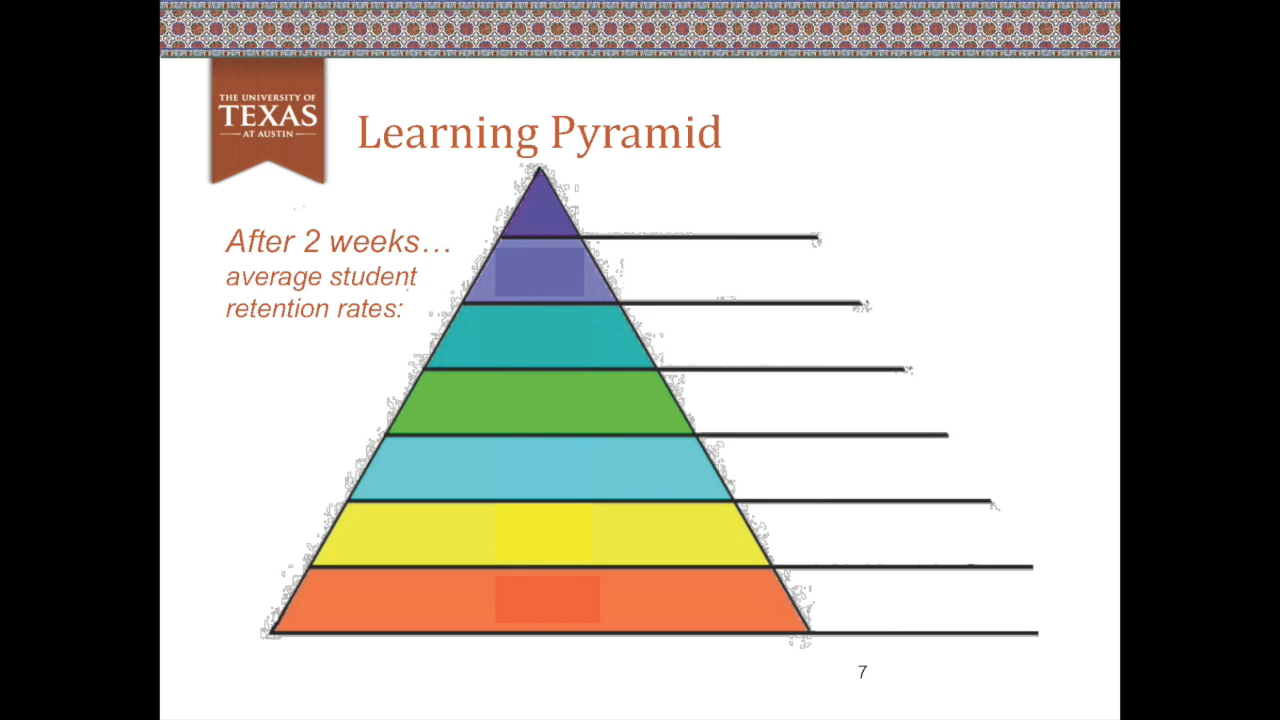 THE UNIVERSITY OF
TEXAS
AT AUSTIN
Learning Pyramid
After 2 weeks…
average student
retention rates:
7